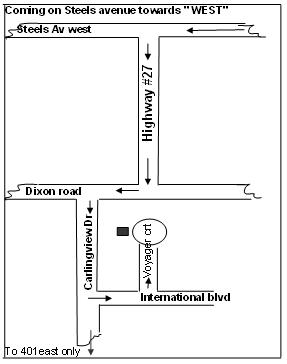 Coming on Steels avenue towards "WEST"
Steels Av west
Highway #27
Dixon road
Carlingview Dr
Voyager crt
International blvd
To 401east only